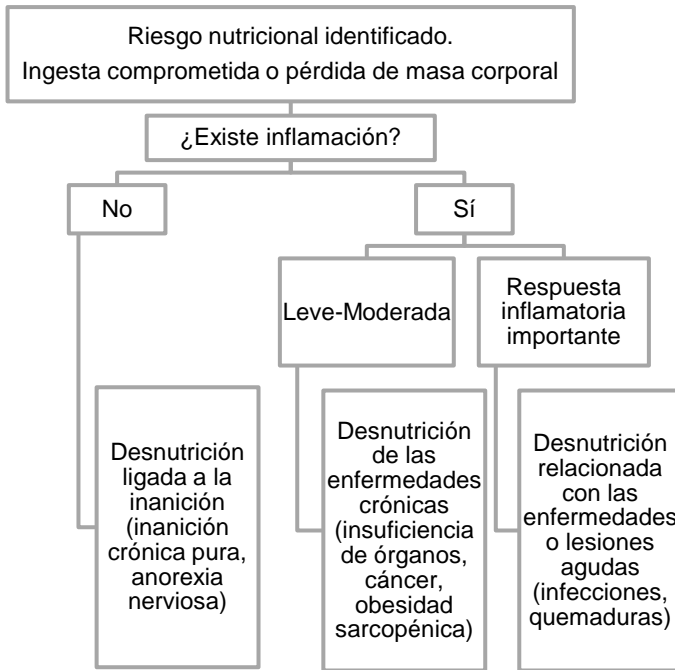 Riesgo nutricional identificado.
Ingesta comprometida o pérdida de masa corporal
¿Existe inflamación?
No
Sí
Leve-Moderada
Respuesta
inflamatoria
importante
Desnutrición
ligada a la
inanición
(inanición
crónica pura,
anorexia
nerviosa)
Desnutrición
de las
enfermedades
crónicas
(insuficiencia
de órganos,
cáncer,
obesidad
sarcopénica)
Desnutrición
relacionada
con las
enfermedades
o lesiones
agudas
(infecciones,
quemaduras)